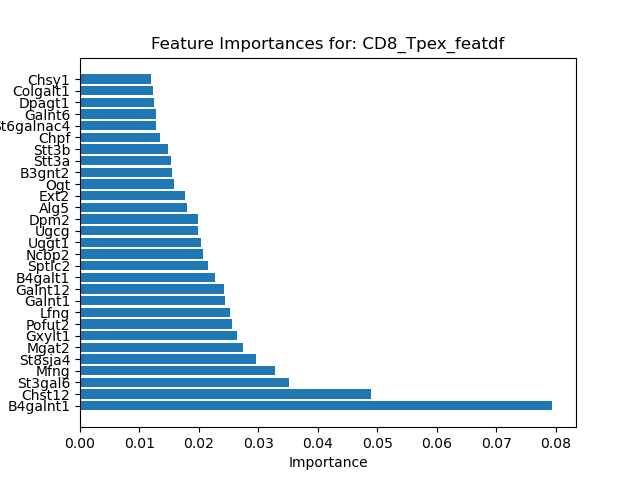 Feature Importances for: CD8_Tpex_featdf
Chsy1
Colgalt1
Dpagt1
Galnt6
St6galnac4
Chpf
Stt3b
Stt3a
B3gnt2
Ogt
Ext2
Alg5
Dpm2
Ugcg
Uggt1
Ncbp2
Sptlc2
B4galt1
Galnt12
Galnt1
Lfng
Pofut2
Gxylt1
Mgat2
St8sia4
Mfng
St3gal6
Chst12
B4galnt1
0.00 0.01 0.02 0.03 0.04 0.05 0.06 0.07 0.08
Importance